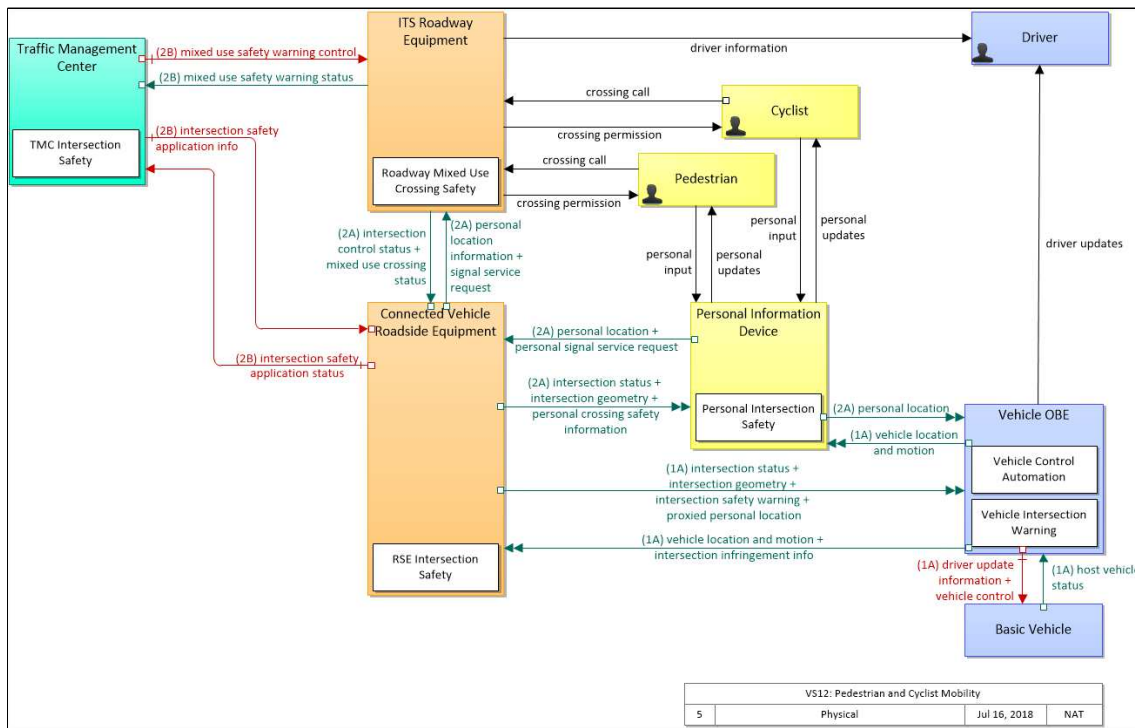 ITS Roadway
Equipment
Driver
Traffic Management
Center
(2B) mixed use safety warning control
(2B) mixed use safety warning status
driver information
crossing call
Cyclist
crossing permission
TMC Intersection
Safety
(2B) intersection safety
application info
Roadway Mixed Use
Crossing Safety
crossing call
Pedestrian
crossing permission
(2A) intersection
control status +
mixed use crossing
status
(2A) personal
location
information +
signal service
request
personal
input
personal
updates
personal
input
personal
updates
driver updates
Connected Vehicle
Roadside Equipment
Personal Information
Device
(2A) personal location +
personal signal service request
(2B) intersection safety
application status
(2A) intersection status +
intersection geometry +
personal crossing safety
information
Personal Intersection
Safety
(2A) personal location
Vehicle OBE
(1A) vehicle location
and motion
Vehicle Control
Automation
(1A) intersection status +
intersection geometry +
intersection safety warning +
proxied personal location
Vehicle Intersection
Warning
(1A) vehicle location and motion +
intersection infringement info
RSE Intersection
Safety
(1A) driver update
information +
vehicle control
(1A) host vehicle
status
Basic Vehicle
VS12: Pedestrian and Cyclist Mobility
5 Physical Jul 16, 2018 NAT